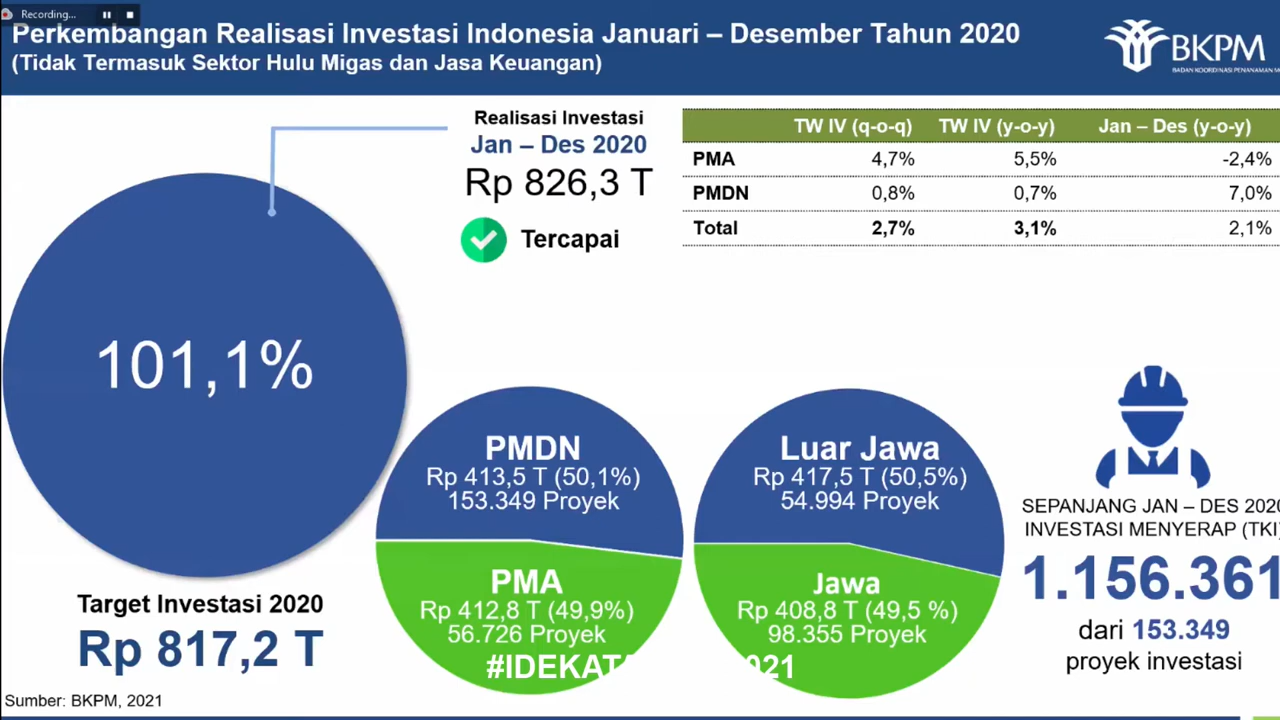 Recording...
Perkembangan Realisasi Investasi Indonesia Januari – Desember Tahun 2020
(Tidak Termasuk Sektor Hulu Migas dan Jasa Keuangan)
BKPM
BADAN KOORDINASI PENANAMAN
Realisasi Investasi
Jan – Des 2020
Rp 826,3 T
Tercapai
TW IV (q-o-q) TW IV (y-o-y) Jan – Des (y-o-y)
PMA 4,7% 5,5% -2,4%
PMDN 0,8% 0,7% 7,0%
Total 2,7% 3,1% 2,1%
101,1%
Target Investasi 2020
Rp 817,2 T
PMDN
Rp 413,5 T (50,1%)
153.349 Proyek
PMA
Rp 412,8 T (49,9%)
56.726 Proyek
Luar Jawa
Rp 417,5 T (50,5%)
54.994 Proyek
Jawa
Rp 408,8 T (49,5 %)
98.355 Proyek
SEPANJANG JAN – DES 2020
INVESTASI MENYERAP (TKI)
1.156.361
dari 153.349
proyek investasi
Sumber: BKPM, 2021